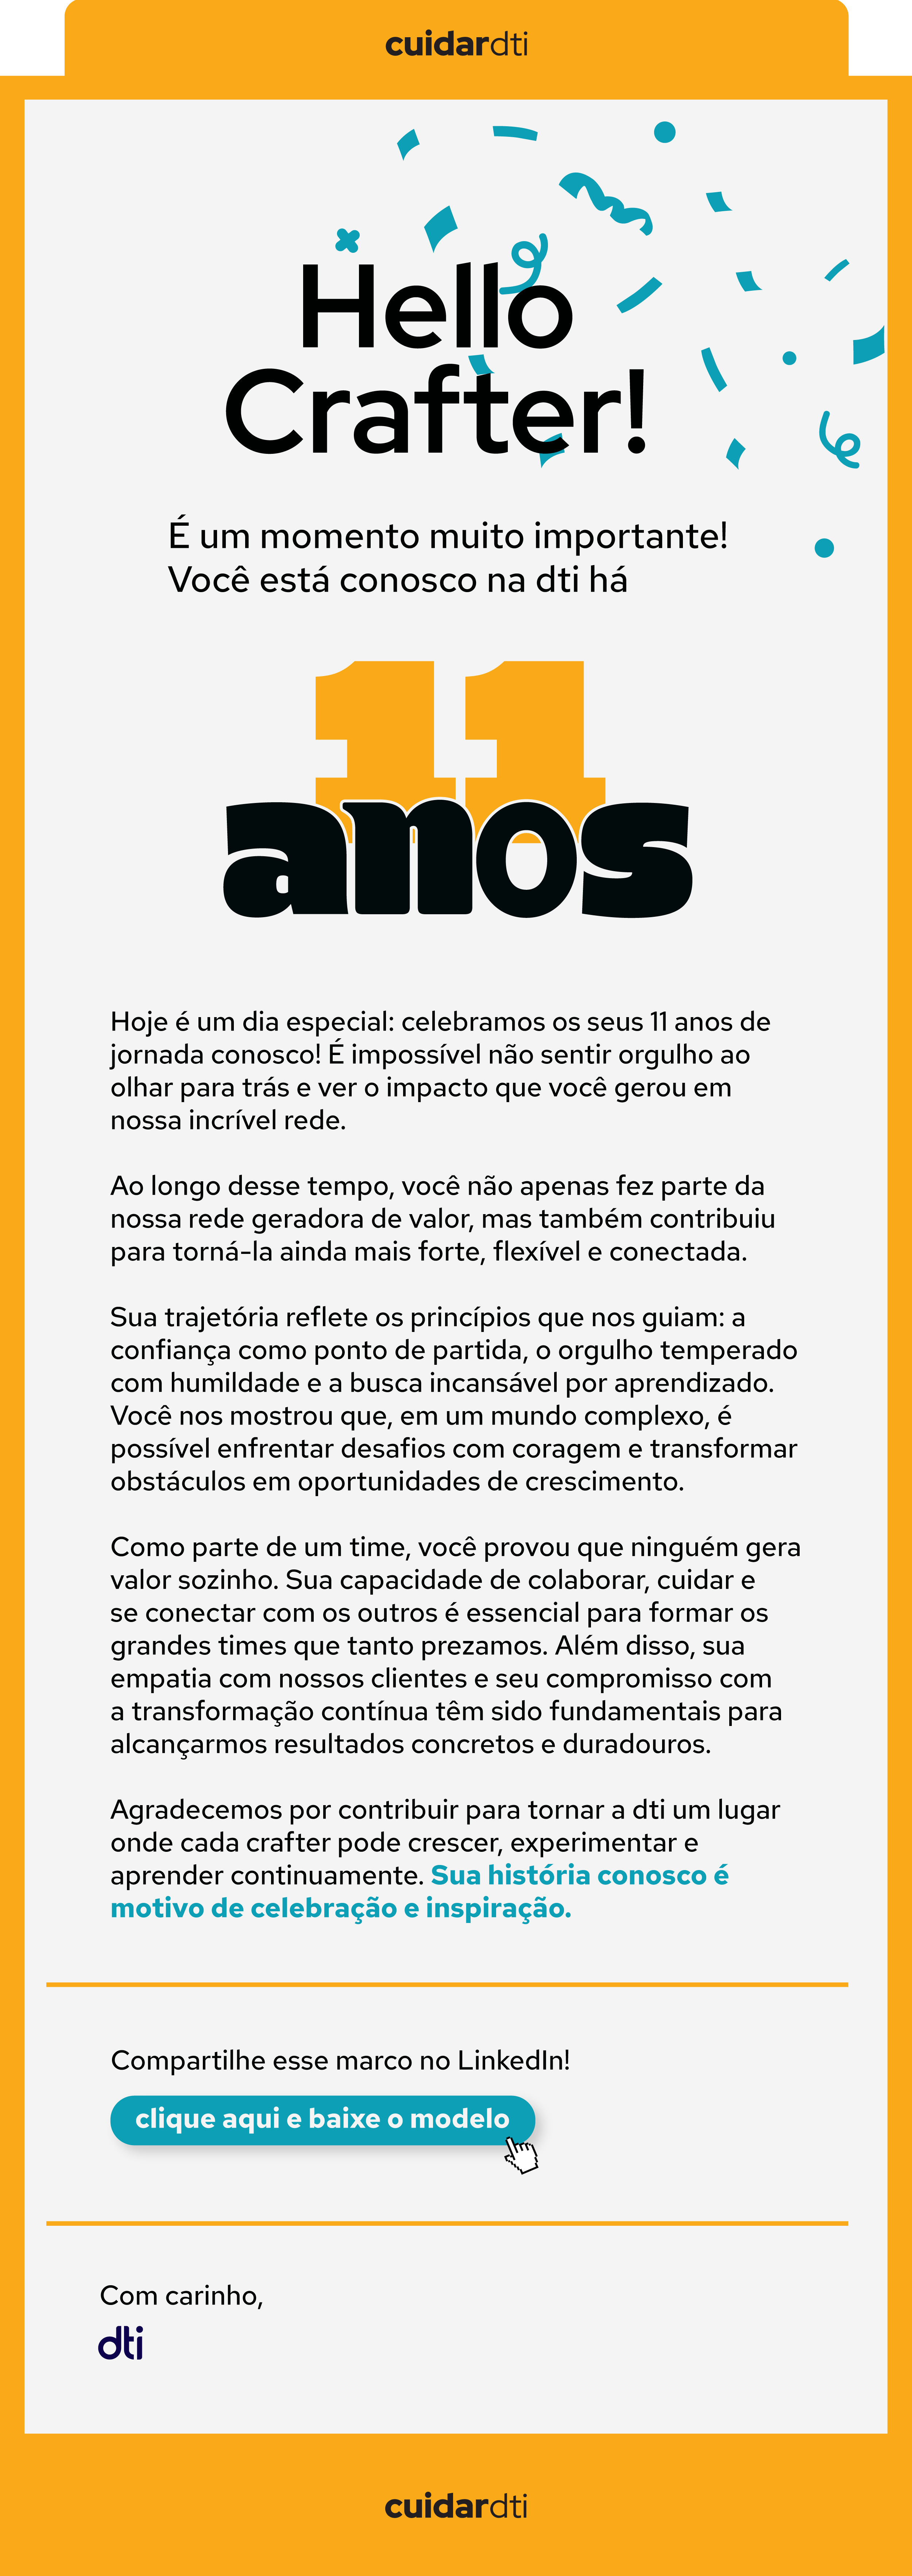 cuidardti
Hello
Crafter!
É um momento muito importante!
Você está conosco na dti há
11
anos
Hoje é um dia especial: celebramos os seus 11 anos de
jornada conosco! É impossível não sentir orgulho ao
olhar para trás e ver o impacto que você gerou em
nossa incrível rede.
Ao longo desse tempo, você não apenas fez parte da
nossa rede geradora de valor, mas também contribuiu
para torná-la ainda mais forte, flexível e conectada.
Sua trajetória reflete os princípios que nos guiam: a
confiança como ponto de partida, o orgulho temperado
com humildade e a busca incansável por aprendizado.
Você nos mostrou que, em um mundo complexo, é
possível enfrentar desafios com coragem e transformar
obstáculos em oportunidades de crescimento.
Como parte de um time, você provou que ninguém gera
valor sozinho. Sua capacidade de colaborar, cuidar e
se conectar com os outros é essencial para formar os
grandes times que tanto prezamos. Além disso, sua
empatia com nossos clientes e seu compromisso com
a transformação contínua têm sido fundamentais para
alcançarmos resultados concretos e duradouros.
Agradecemos por contribuir para tornar a dti um lugar
onde cada crafter pode crescer, experimentar e
aprender continuamente. Sua história conosco é
motivo de celebração e inspiração.
Compartilhe esse marco no LinkedIn!
clique aqui e baixe o modelo
Com carinho,
dti
cuidardti